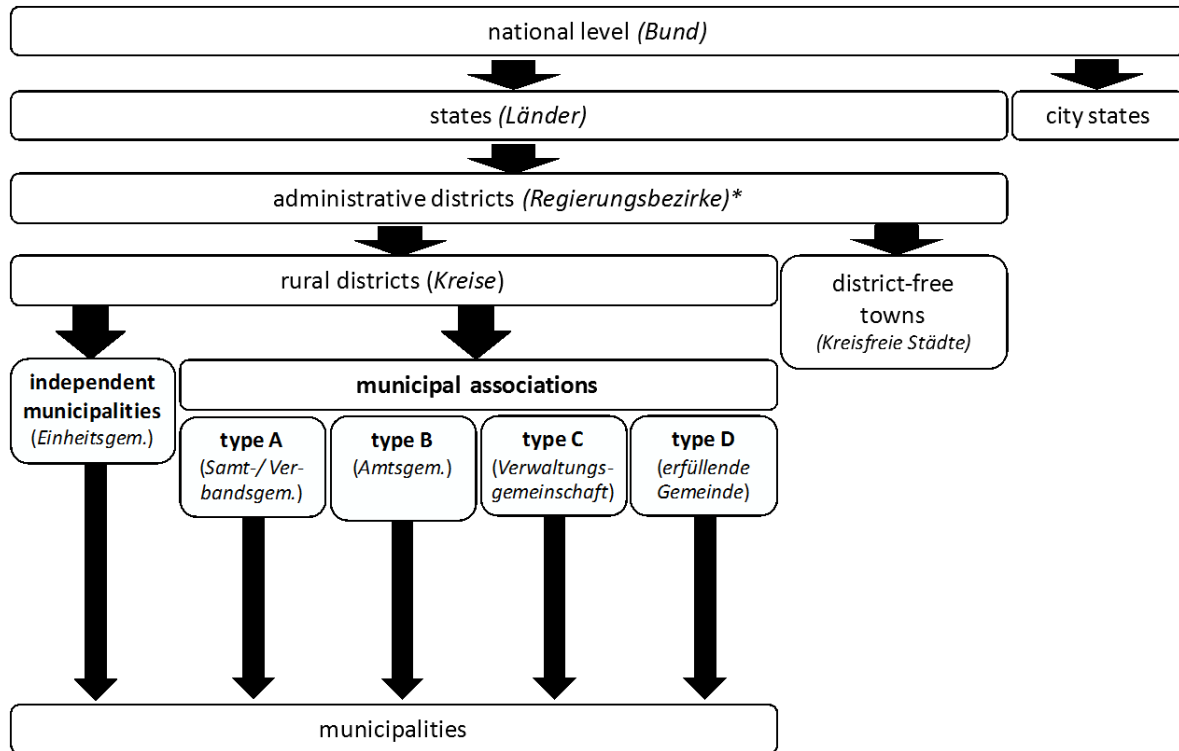 national level (Bund)
states (Länder)
city states
administrative districts (Regierungsbezirke)*
rural districts (Kreise)
district-free
towns
(Kreisfreie Städte)
independent
municipalities
(Einheitsgem.)
municipal associations
type A
(Samt-/ Ver-
bandsgem.)
type B
(Amtsgem.)
type C
(Verwaltungs-
gemeinschaft)
type D
(erfüllende
Gemeinde)
municipalities